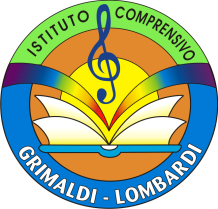 ISTITUTO COMPRENSIVO
GRIMALDI - LOMBARDI